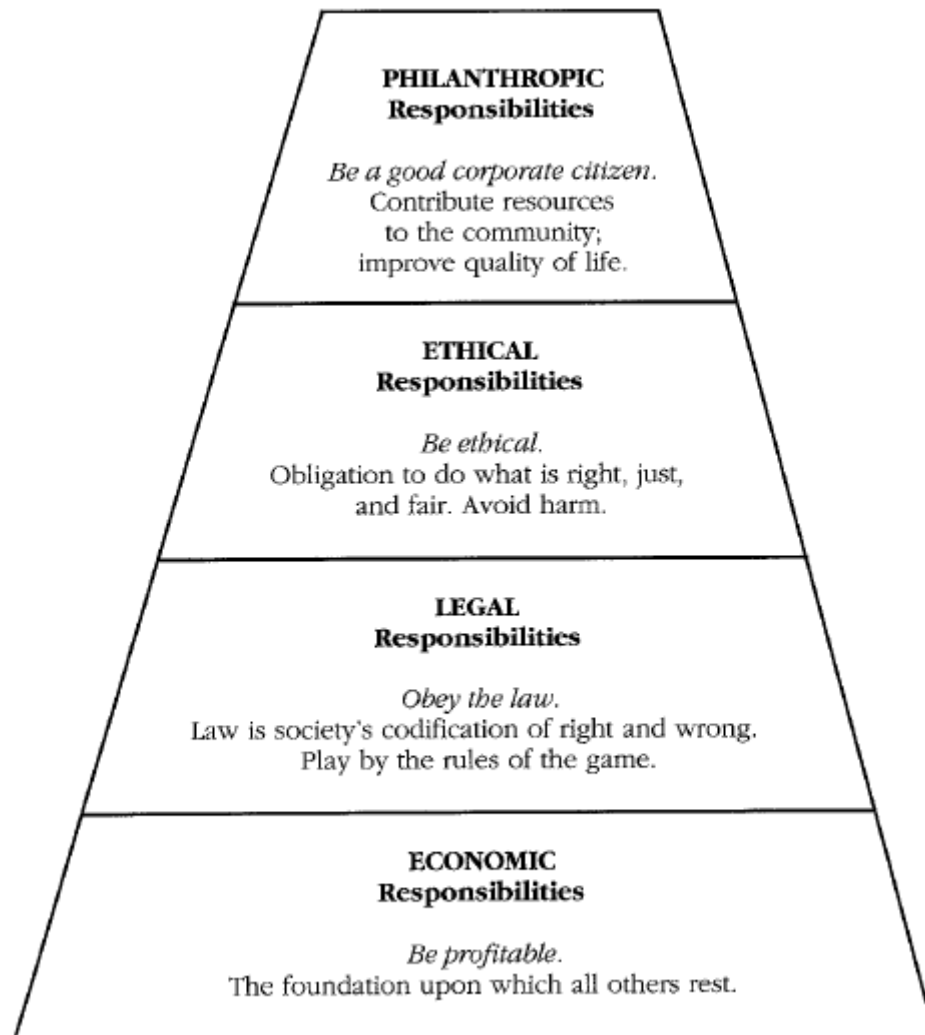 PHILANTHROPIC
Responsibilities
Be a good corporate citizen.
Contribute resources
to the community;
improve quality of life.
ETHICAL
Responsibilities
Be ethical.
Obligation to do what is right, just,
and fair. Avoid harm.
LEGAL
Responsibilities
Obey the law.
Law is society's codification of right and wrong.
Play by the rules of the game.
ECONOMIC
Responsibilities
Be profitable.
The foundation upon which all others rest.